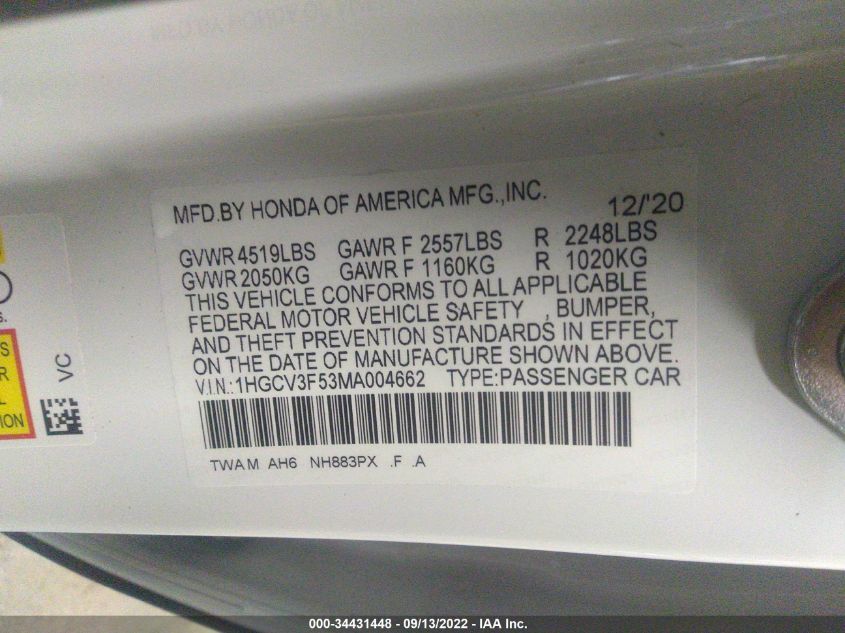 MFD.BY HONDA OF AMERICA MFG.,INC. 12/'20
GVWR 4519LBS GAWR F 2557LBS R 2248LBS
GVWR 2050KG GAWR F 1160KG R 1020KG
THIS VEHICLE CONFORMS TO ALL APPLICABLE
FEDERAL MOTOR VEHICLE SAFETY , BUMPER,
AND THEFT PREVENTION STANDARDS IN EFFECT
ON THE DATE OF MANUFACTURE SHOWN ABOVE.
V.I.N.:1HGCV3F53MA004662 TYPE:PASSENGER CAR
TWAM AH6 NH883PX .F .A
VC
000-34431448 - 09/13/2022 - IAA Inc.